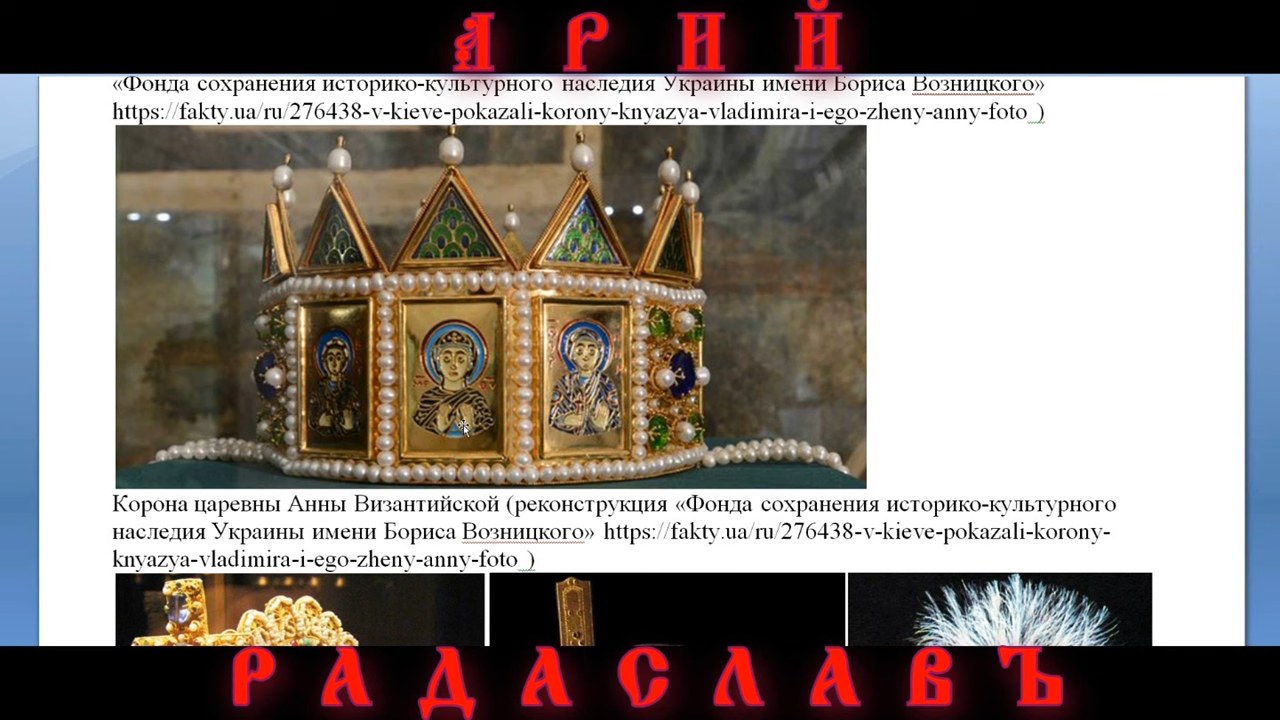 АРИЙ
«Фонда сохранения историко-культурного наследия Украины имени Бориса Возницкого»
https://fakty.ua/ru/276438-v-kieve-pokazali-korony-knyazya-vladimira-i-ego-zheny-anny-foto )
Корона царевны Анны Византийской (реконструкция «Фонда сохранения историко-культурного
наследия Украины имени Бориса Возницкого» https://fakty.ua/ru/276438-v-kieve-pokazali-korony-
knyazya-vladimira-i-ego-zheny-anny-foto )
РАДАСЛАВЪ